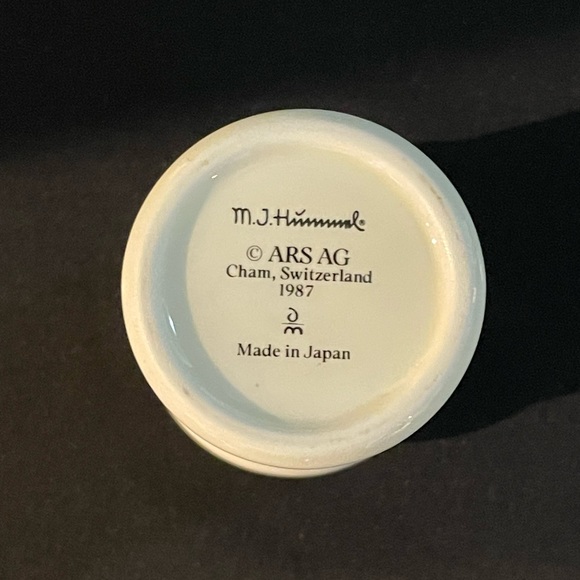 M.J.Hummel®
© ARS AG
Cham, Switzerland
1987
Made in Japan